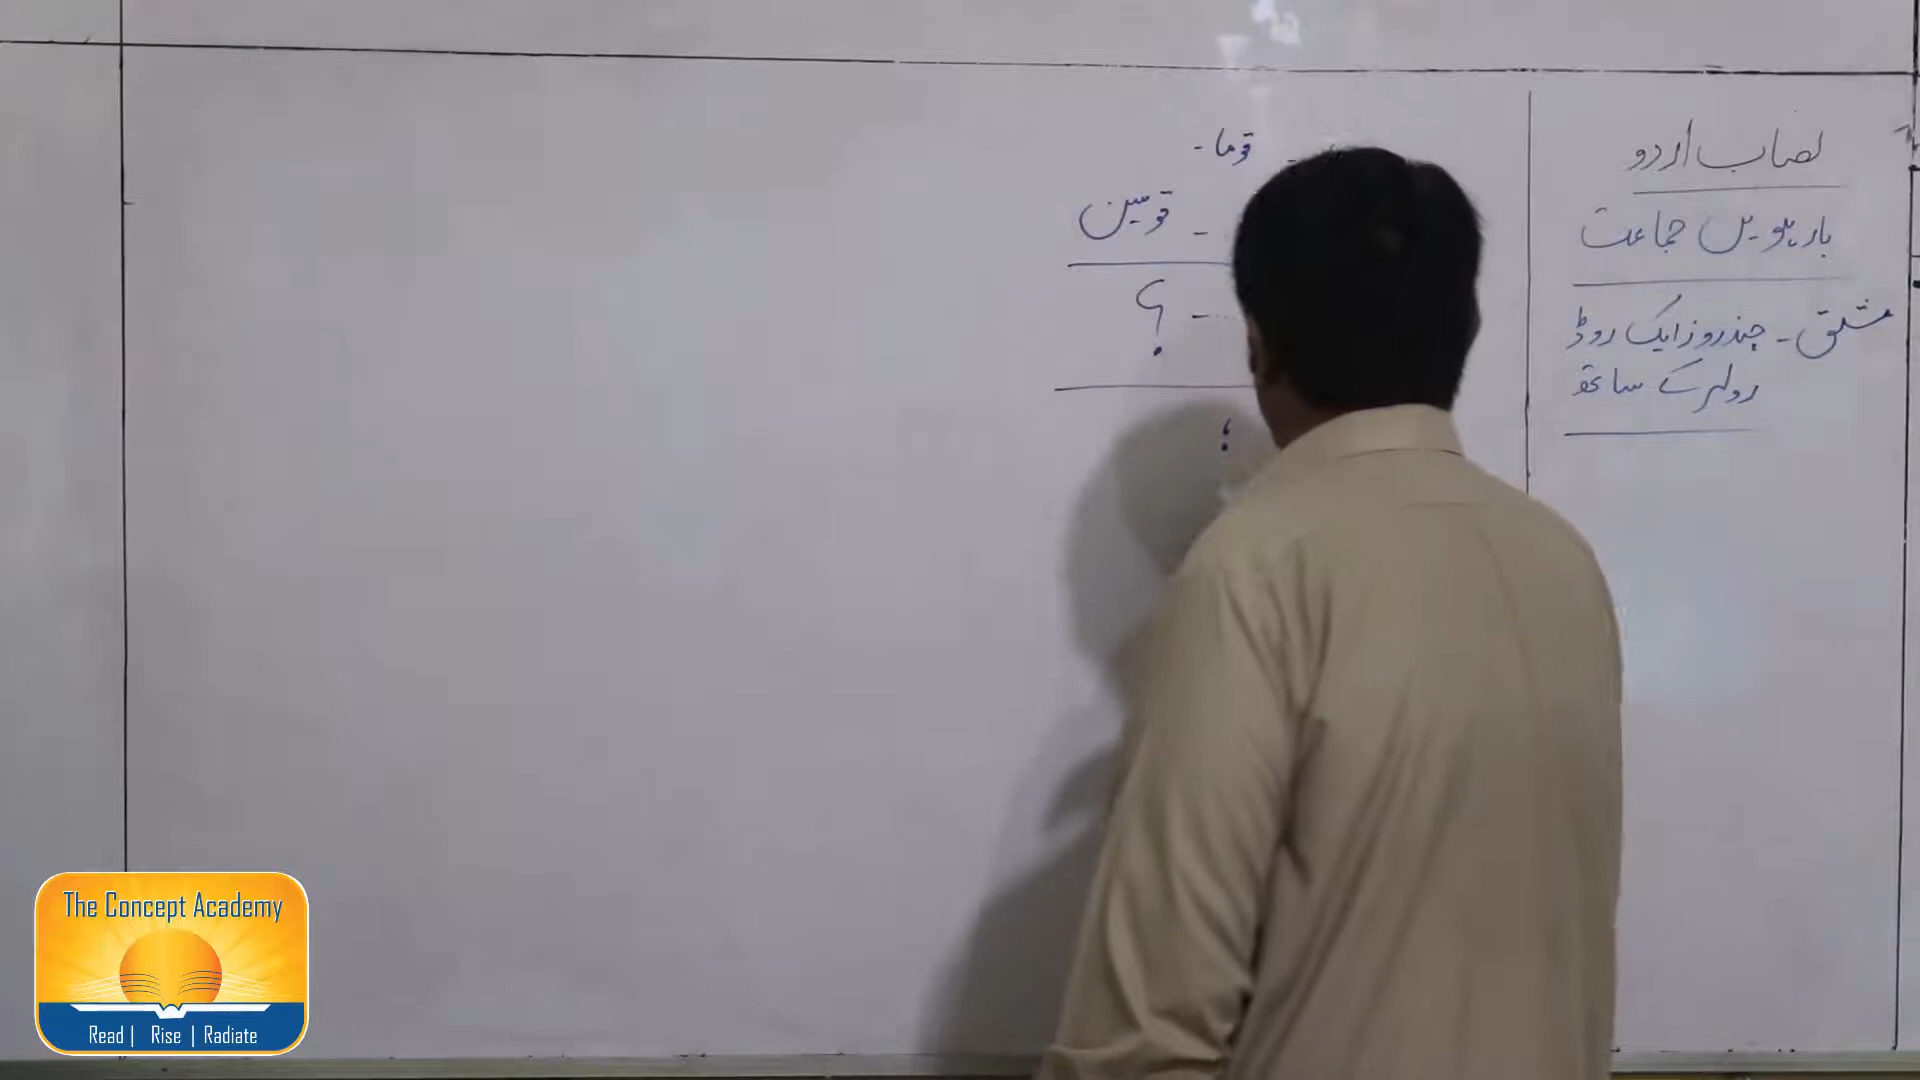 نصاب اردو
بارہویں جماعت
مشق - چند روز ایک روڈ
رولر کے ساتھ
- قوما -
- قوسین
- ؟
؛
The Concept Academy
Read | Rise | Radiate